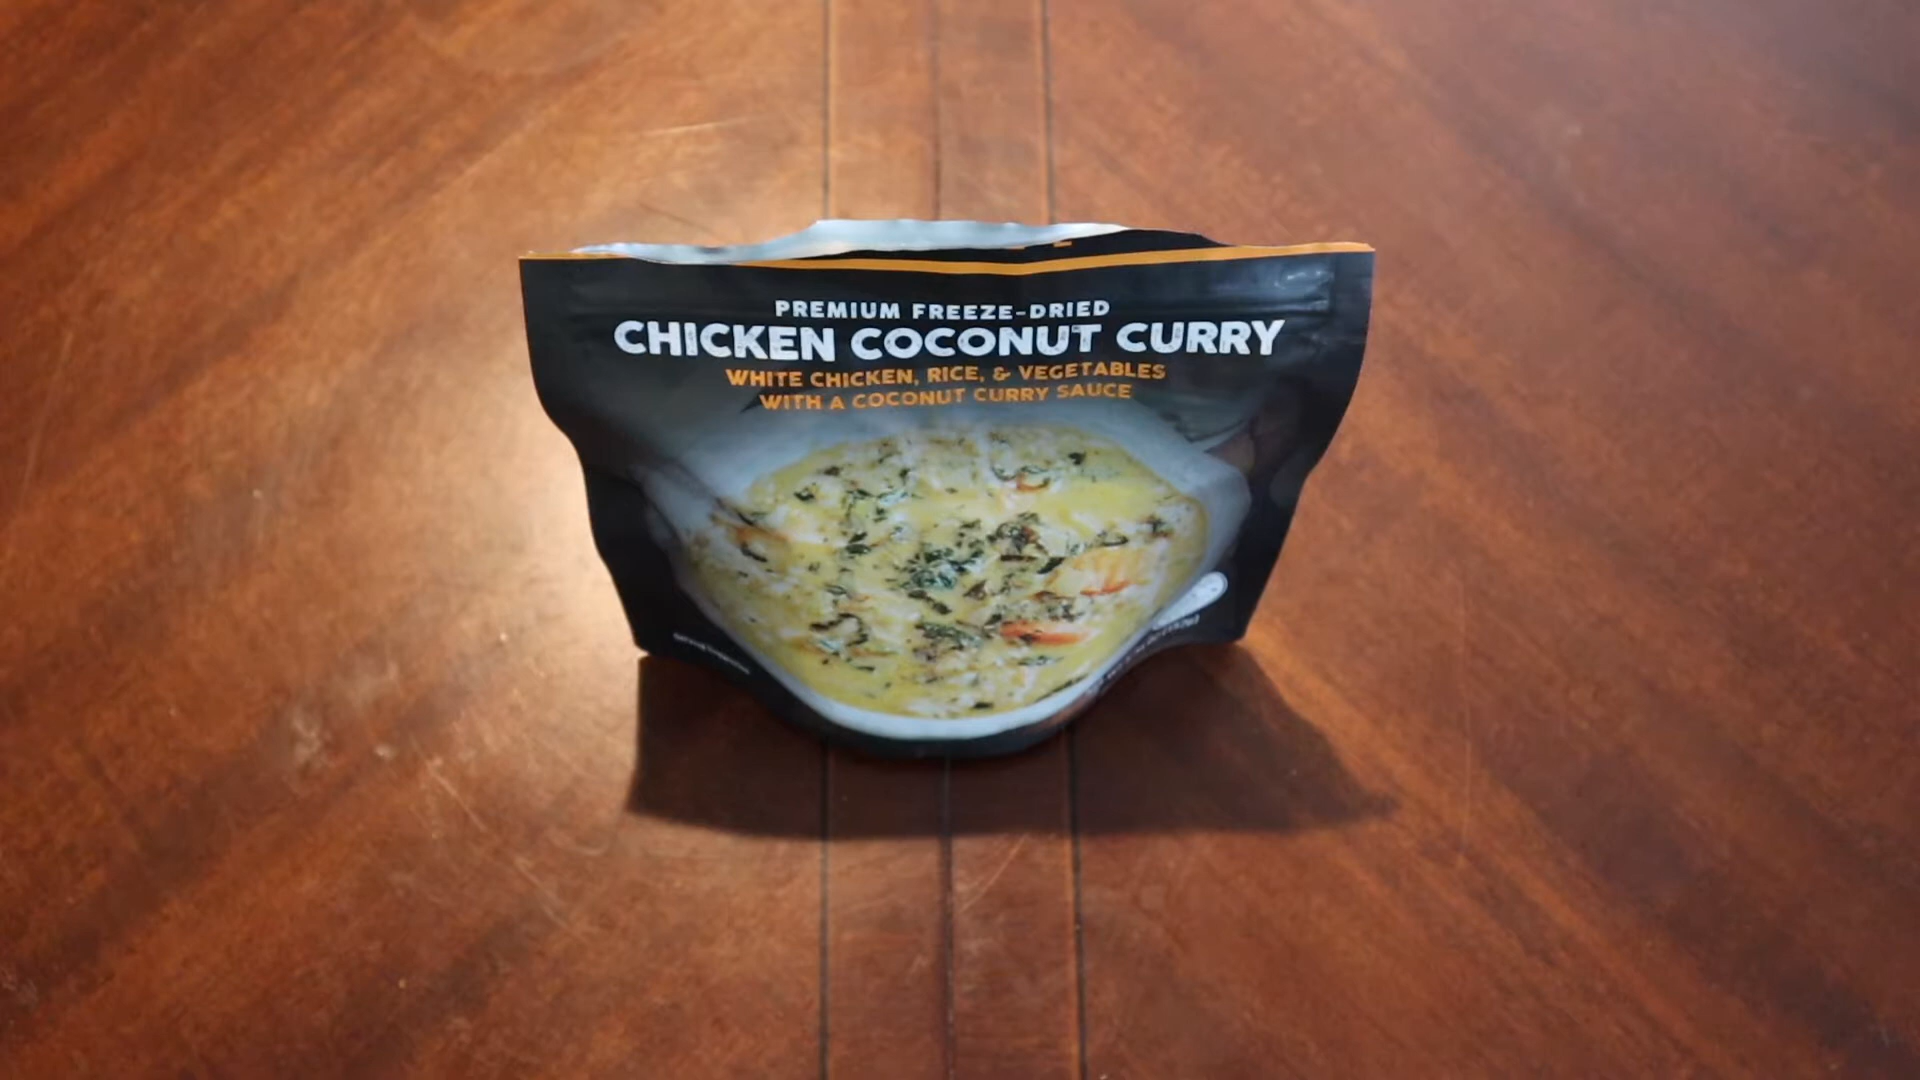 PREMIUM FREEZE-DRIED
CHICKEN COCONUT CURRY
WHITE CHICKEN, RICE, & VEGETABLES
WITH A COCONUT CURRY SAUCE